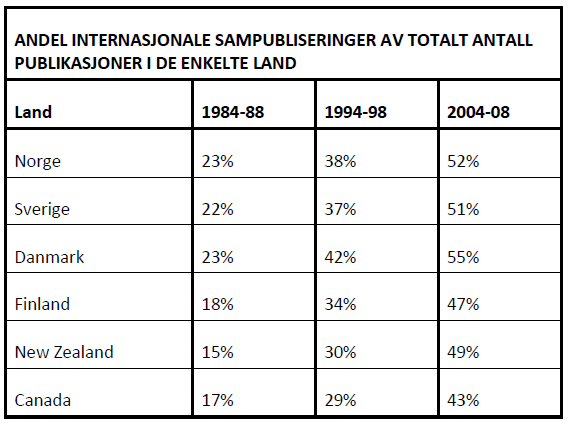 ANDEL INTERNASJONALE SAMPUBLISERINGER AV TOTALT ANTALL
PUBLIKASJONER I DE ENKELTE LAND
Land 1984-88 1994-98 2004-08
Norge 23% 38% 52%
Sverige 22% 37% 51%
Danmark 23% 42% 55%
Finland 18% 34% 47%
New Zealand 15% 30% 49%
Canada 17% 29% 43%